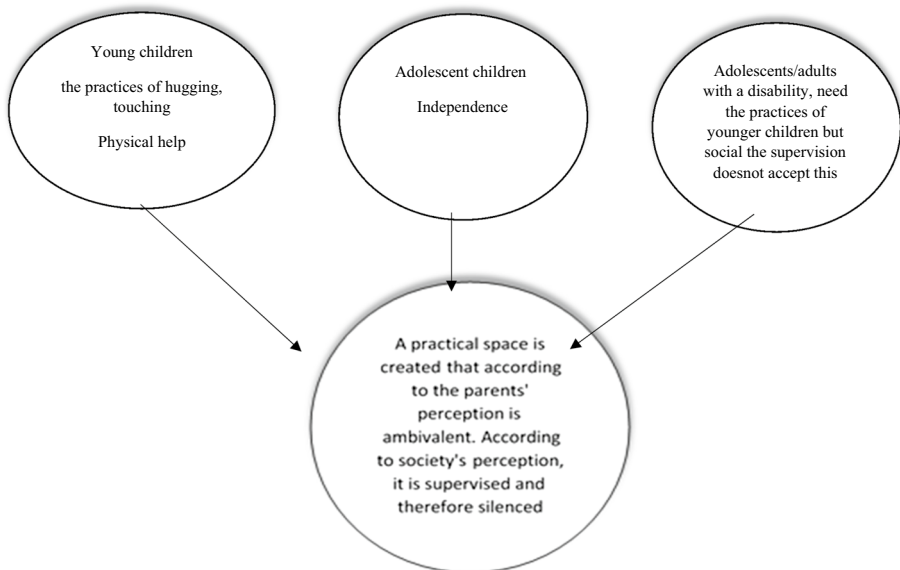 Young children
the practices of hugging,
touching
Physical help
Adolescent children
Independence
Adolescents/adults
with a disability, need
the practices of
younger children but
social the supervision
doesnot accept this
A practical space is
created that according
to the parents'
perception is
ambivalent. According
to society's perception,
it is supervised and
therefore silenced